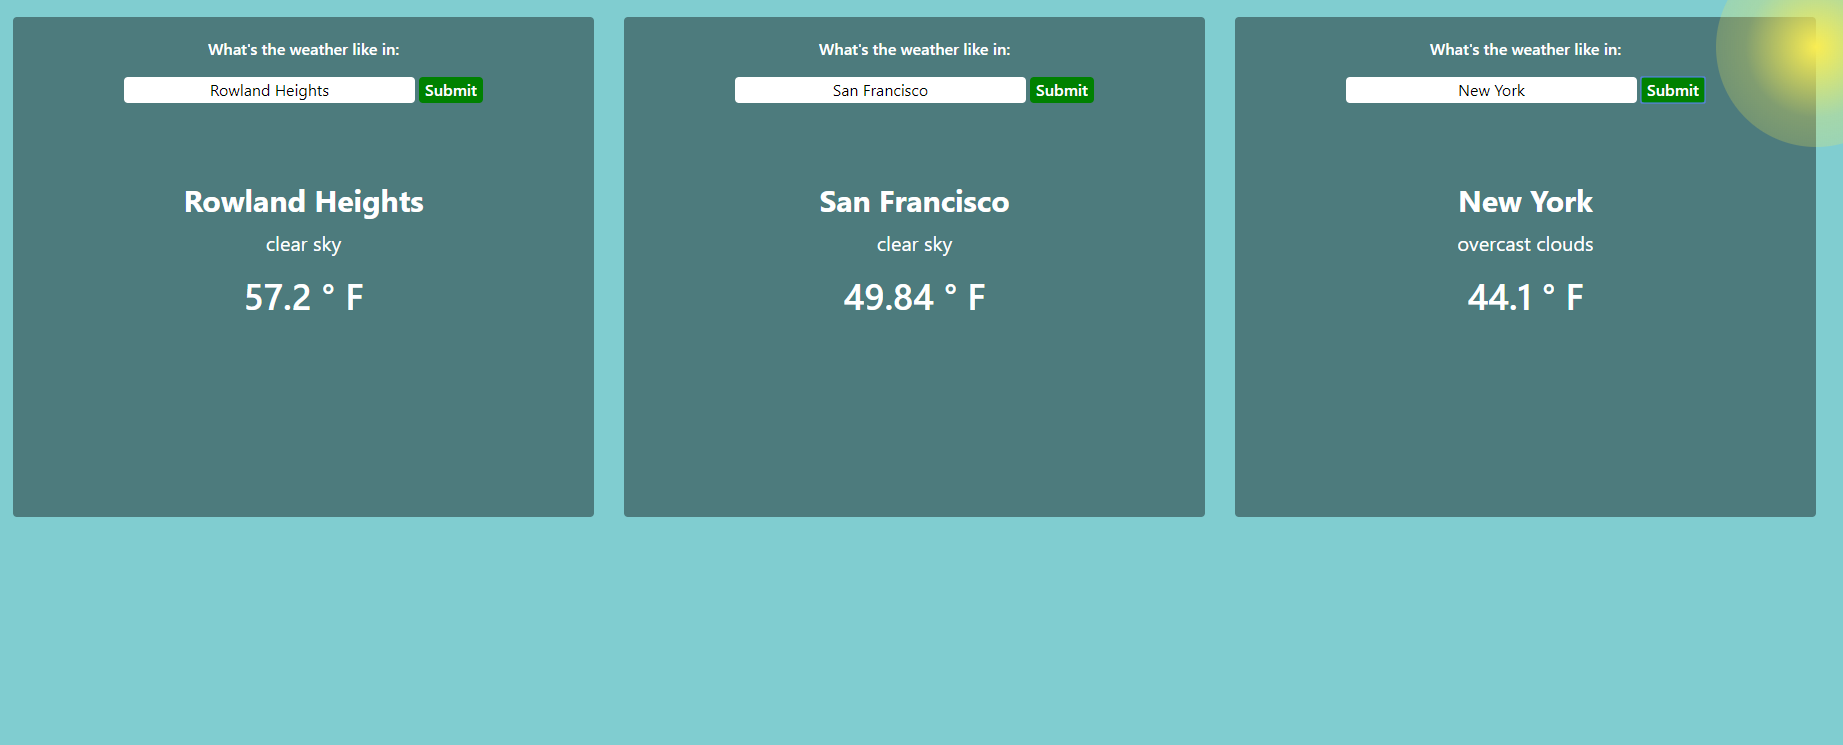 What's the weather like in:
Rowland Heights Submit
Rowland Heights
clear sky
57.2 ° F
What's the weather like in:
San Francisco Submit
San Francisco
clear sky
49.84 ° F
What's the weather like in:
New York Submit
New York
overcast clouds
44.1 ° F